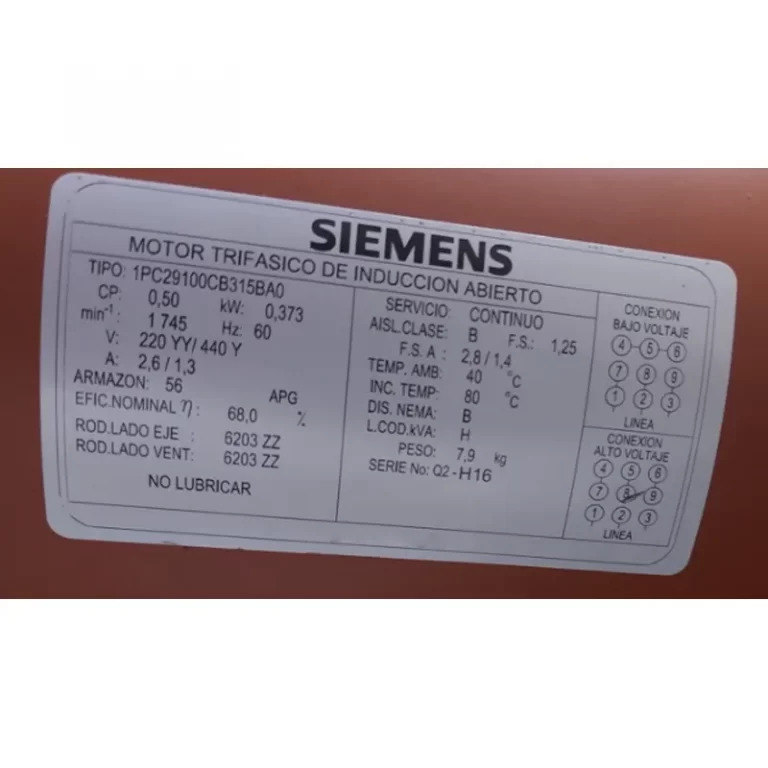 SIEMENS
MOTOR TRIFASICO DE INDUCCION ABIERTO
TIPO: 1PC29100CB315BA0
CP: 0,50 kW: 0,373
min⁻¹: 1 745 Hz: 60
V: 220 YY/ 440 Y
A: 2,6 / 1,3
ARMAZON: 56 APG
EFIC.NOMINAL η : 68,0 %
ROD.LADO EJE : 6203 ZZ
ROD.LADO VENT: 6203 ZZ
NO LUBRICAR
SERVICIO: CONTINUO
AISL.CLASE: B F.S.: 1,25
F.S. A : 2,8 / 1,4
TEMP. AMB: 40 °C
INC. TEMP: 80 °C
DIS. NEMA: B
L.COD.kVA: H
PESO: 7,9 kg
SERIE No: Q2-H16
CONEXION
BAJO VOLTAJE
4-5-6
7 8 9
1 2 3
LINEA
CONEXION
ALTO VOLTAJE
4 5 6
7 8 9
1 2 3
LINEA